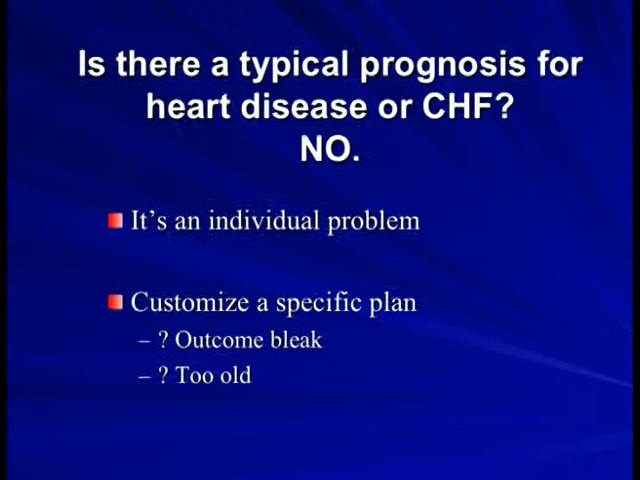 Is there a typical prognosis for
heart disease or CHF?
NO.
It's an individual problem
Customize a specific plan
– ? Outcome bleak
– ? Too old